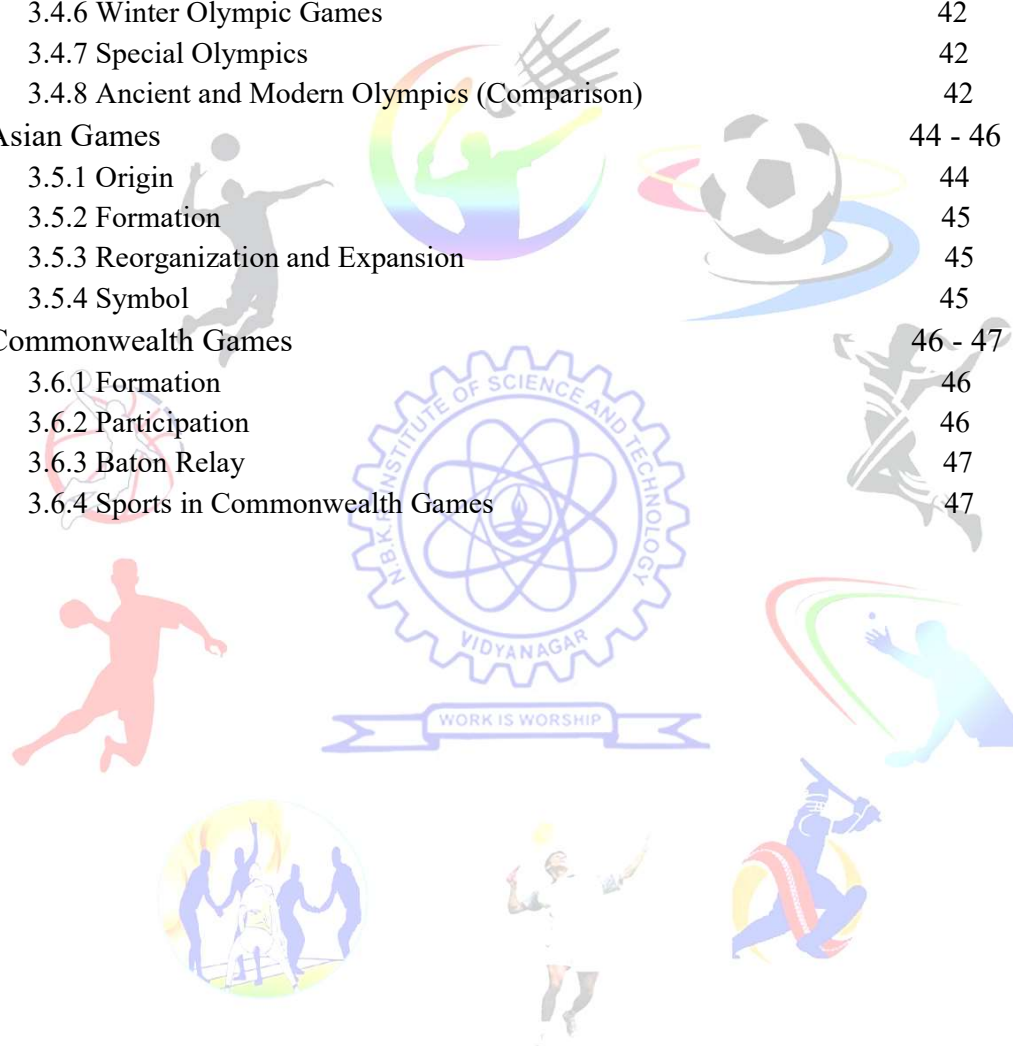 3.4.6 Winter Olympic Games 42
3.4.7 Special Olympics 42
3.4.8 Ancient and Modern Olympics (Comparison) 42
Asian Games 44 - 46
3.5.1 Origin 44
3.5.2 Formation 45
3.5.3 Reorganization and Expansion 45
3.5.4 Symbol 45
Commonwealth Games 46 - 47
3.6.1 Formation 46
3.6.2 Participation 46
3.6.3 Baton Relay 47
3.6.4 Sports in Commonwealth Games 47
N.B.K.R. INSTITUTE OF SCIENCE AND TECHNOLOGY
VIDYANAGAR
WORK IS WORSHIP